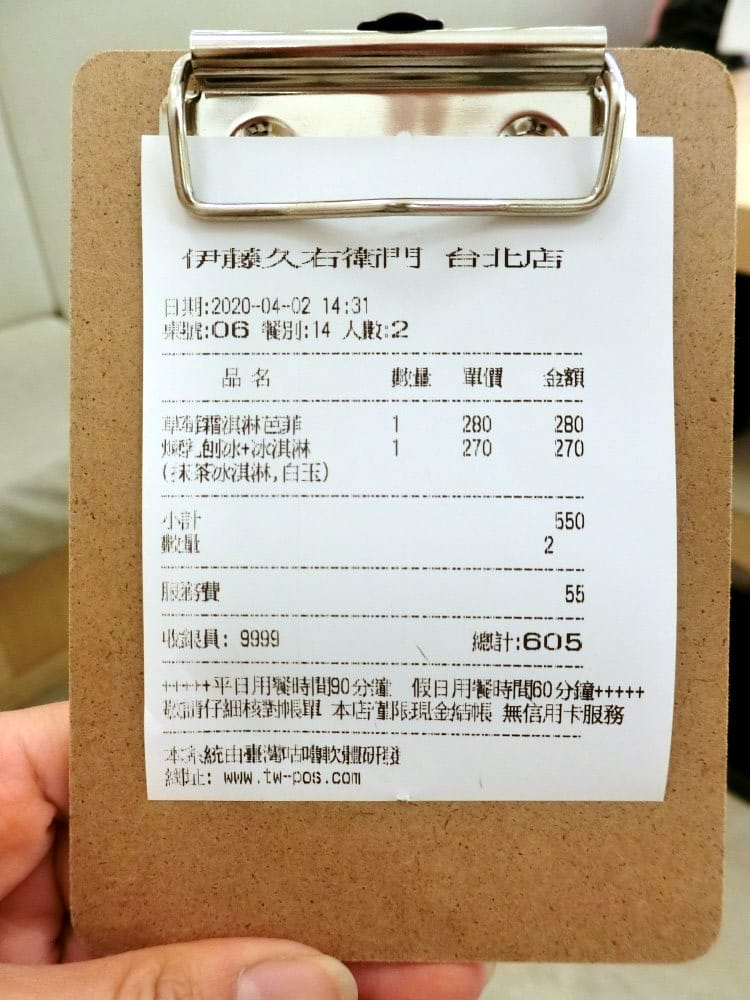 伊藤久右衛門 台北店
日期:2020-04-02 14:31
桌號:06 餐別:14 人數:2
品名 數量 單價 金額
草莓霜淇淋芭菲 1 280 280
煉乳刨冰+冰淇淋 1 270 270
(抹茶冰淇淋,白玉)
小計 550
數量 2
服務費 55
收銀員: 9999 總計:605
+++++平日用餐時間90分鐘 假日用餐時間60分鐘+++++
敬請仔細核對帳單 本店僅限現金結帳 無信用卡服務
本系統由臺灣咕嚕軟體研發
網址: www.tw-pos.com